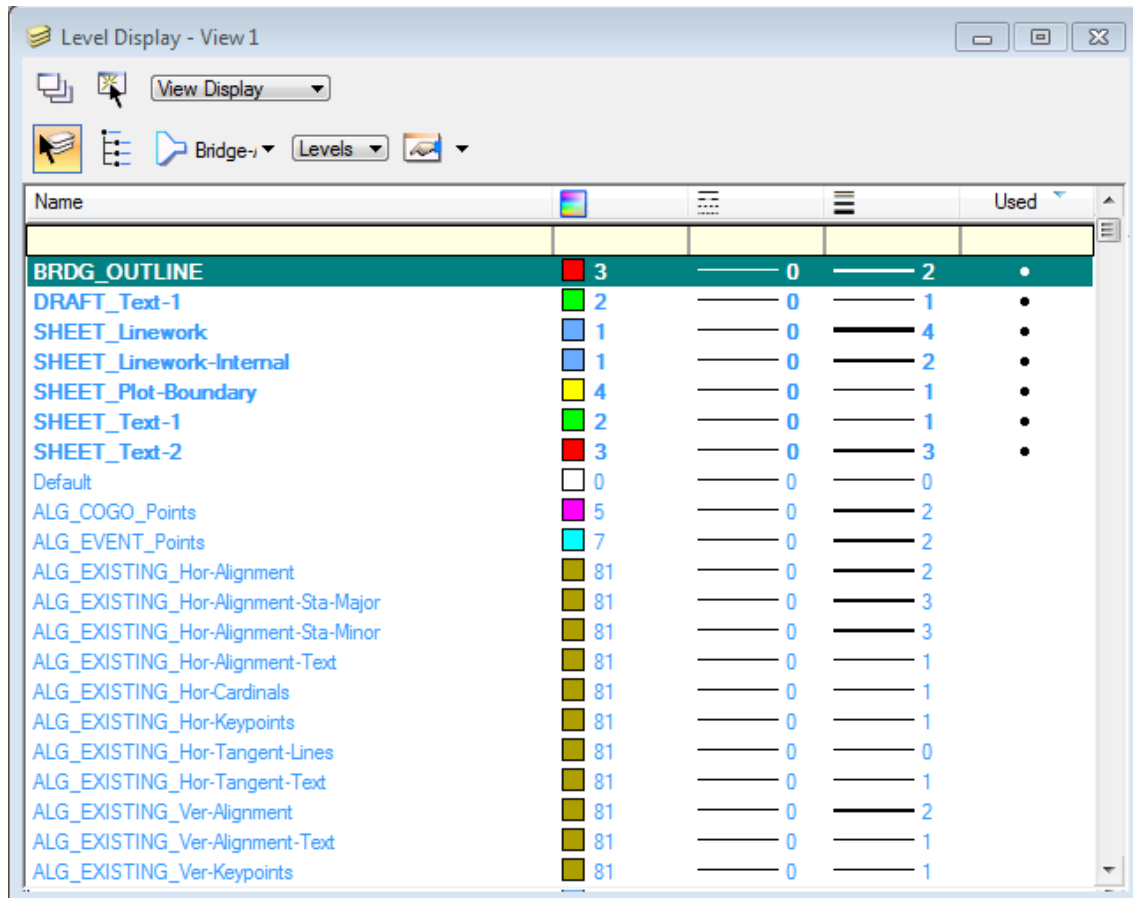 Level Display - View 1
View Display
Bridge-/ Levels
Name Used
BRDG_OUTLINE 3 0 2
DRAFT_Text-1 2 0 1
SHEET_Linework 1 0 4
SHEET_Linework-Internal 1 0 2
SHEET_Plot-Boundary 4 0 1
SHEET_Text-1 2 0 1
SHEET_Text-2 3 0 3
Default 0 0 0
ALG_COGO_Points 5 0 2
ALG_EVENT_Points 7 0 2
ALG_EXISTING_Hor-Alignment 81 0 2
ALG_EXISTING_Hor-Alignment-Sta-Major 81 0 3
ALG_EXISTING_Hor-Alignment-Sta-Minor 81 0 3
ALG_EXISTING_Hor-Alignment-Text 81 0 1
ALG_EXISTING_Hor-Cardinals 81 0 1
ALG_EXISTING_Hor-Keypoints 81 0 1
ALG_EXISTING_Hor-Tangent-Lines 81 0 0
ALG_EXISTING_Hor-Tangent-Text 81 0 1
ALG_EXISTING_Ver-Alignment 81 0 2
ALG_EXISTING_Ver-Alignment-Text 81 0 1
ALG_EXISTING_Ver-Keypoints 81 0 1